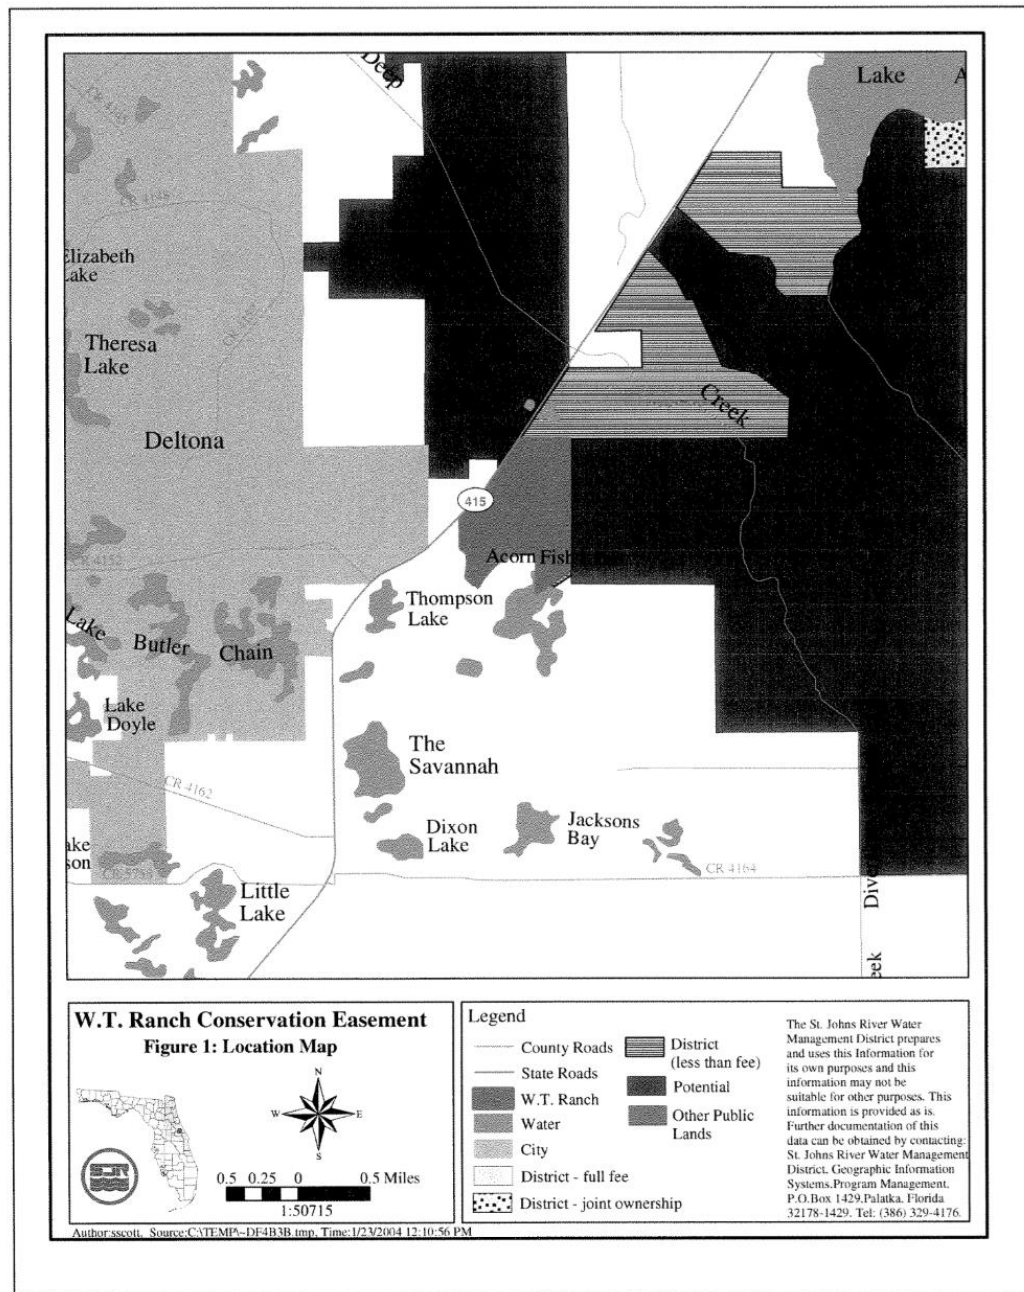 Deep
Lake
A
CR 4146
Elizabeth
Lake
Theresa
Lake
Creek
Deltona
415
CR 4152
Acorn Fish
Lake
Butler
Chain
Thompson
Lake
Lake
Doyle
The
Savannah
CR 4162
Dixon
Lake
Jacksons
Bay
CR 4164
Little
Lake
W.T. Ranch Conservation Easement
Figure 1: Location Map
N
W
E
S
0.5 0.25 0 0.5 Miles
1:50715
Legend
County Roads
State Roads
W.T. Ranch
Water
City
District - full fee
District - joint ownership
District
(less than fee)
Potential
Other Public
Lands
The St. Johns River Water
Management District prepares
and uses this Information for
its own purposes and this
information may not be
suitable for other purposes. This
information is provided as is.
Further documentation of this
data can be obtained by contacting:
St. Johns River Water Management
District, Geographic Information
Systems,Program Management,
P.O.Box 1429,Palatka, Florida
32178-1429. Tel: (386) 329-4176.
Author:sscott, Source:C:\TEMP\~DF4B3B.tmp, Time:1/23/2004 12:10:56 PM